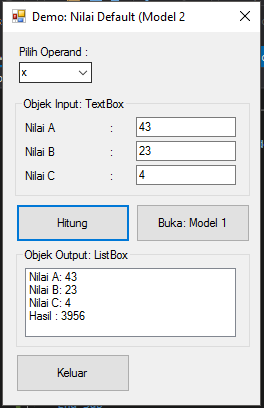 Demo: Nilai Default (Model 2
Pilih Operand :
x
Objek Input: TextBox
Nilai A : 43
Nilai B : 23
Nilai C : 4
Hitung Buka: Model 1
Objek Output: ListBox
Nilai A: 43
Nilai B: 23
Nilai C: 4
Hasil : 3956
Keluar